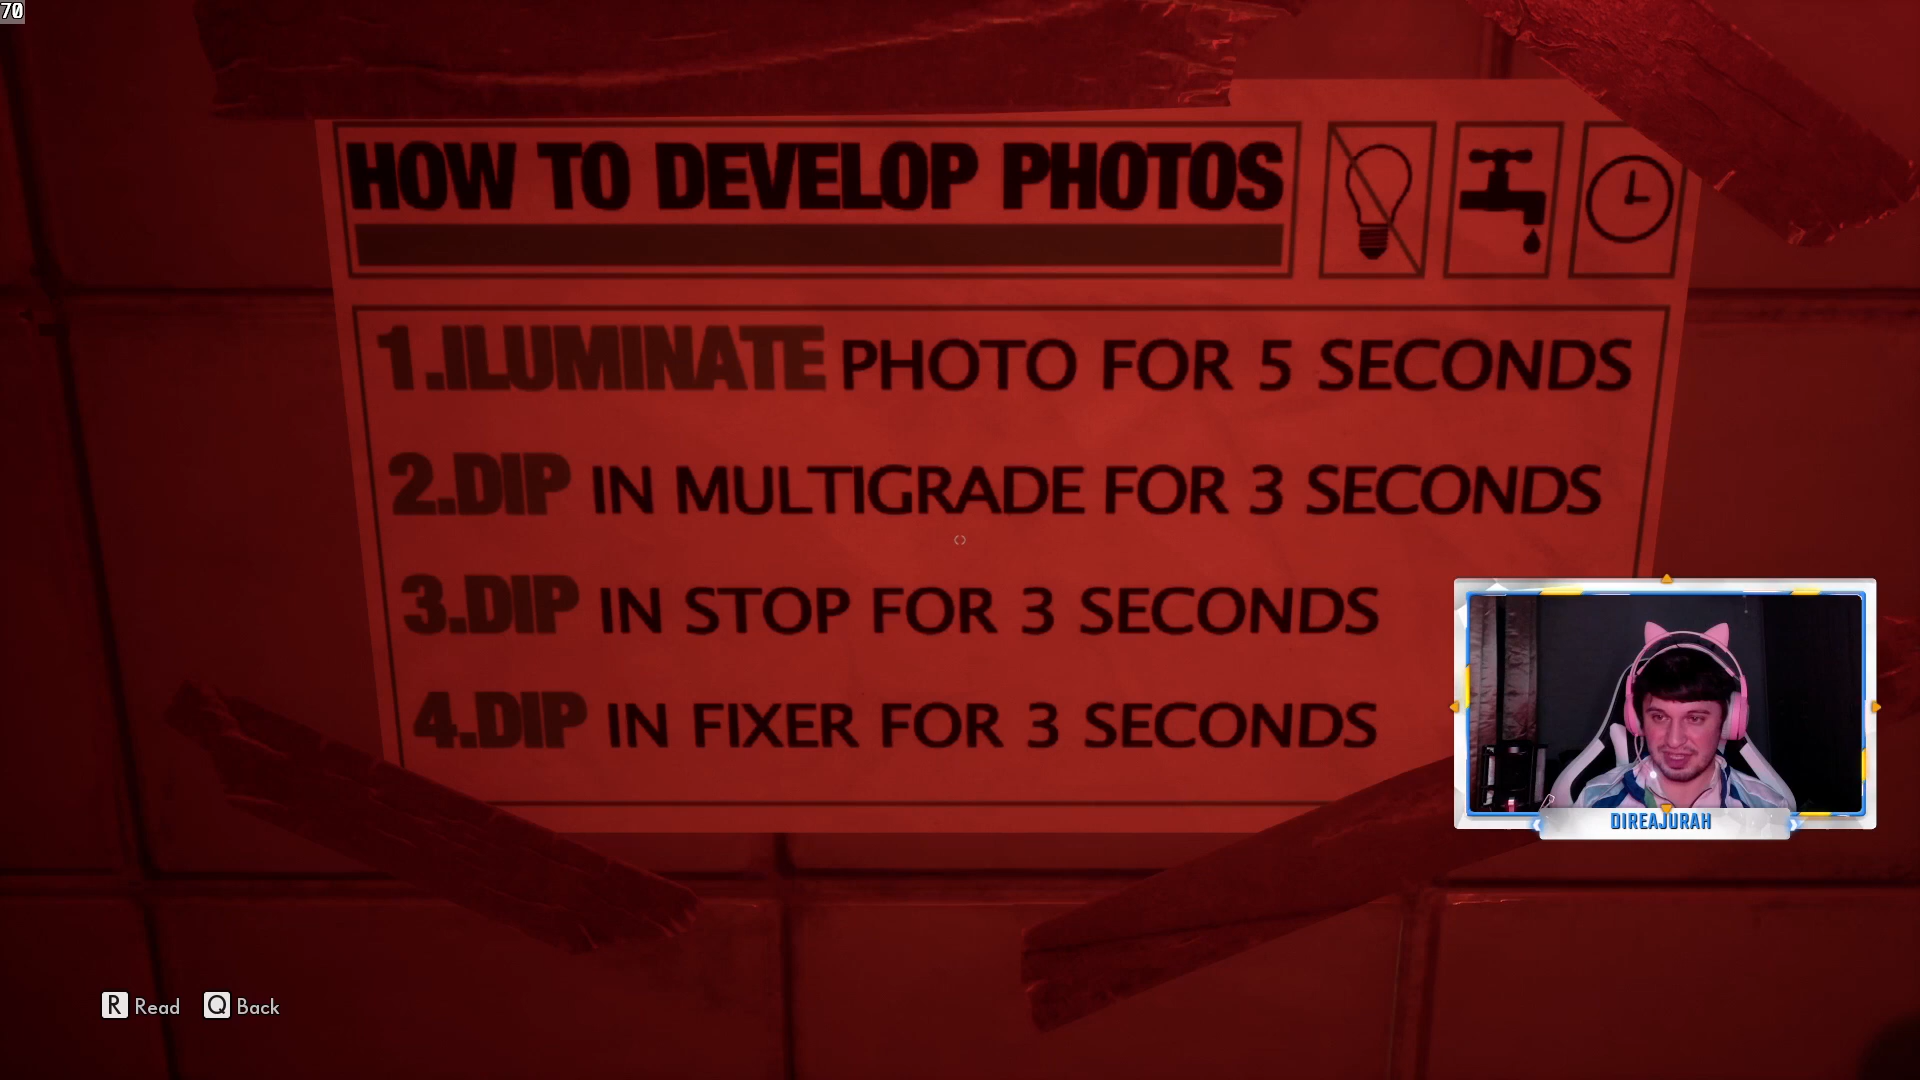 70
HOW TO DEVELOP PHOTOS
1.ILUMINATE PHOTO FOR 5 SECONDS
2.DIP IN MULTIGRADE FOR 3 SECONDS
3.DIP IN STOP FOR 3 SECONDS
4.DIP IN FIXER FOR 3 SECONDS
DIREAJURAH
R Read Q Back